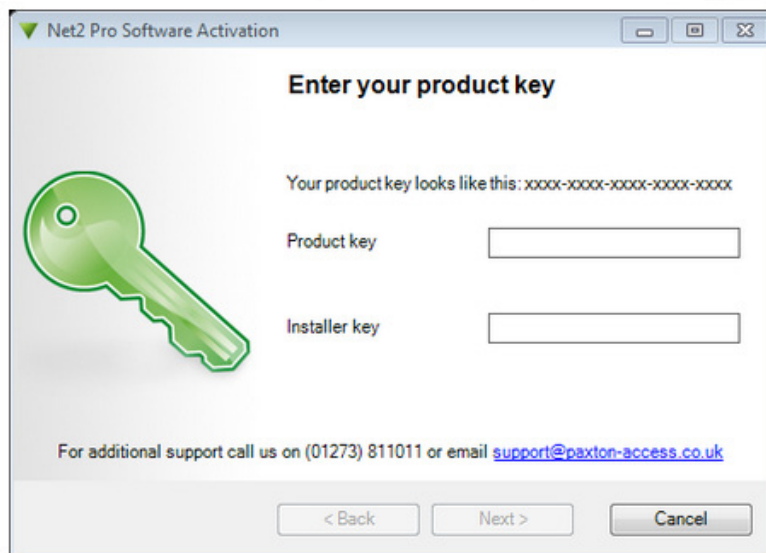 Net2 Pro Software Activation
Enter your product key
Your product key looks like this: xxxx-xxxx-xxxx-xxxx-xxxx
Product key
Installer key
For additional support call us on (01273) 811011 or email support@paxton-access.co.uk
< Back Next > Cancel